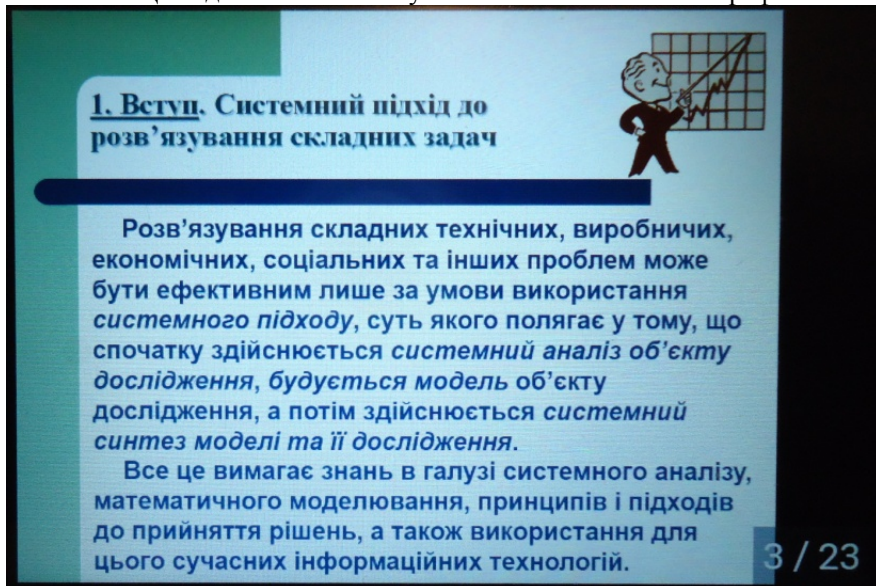 1. Вступ. Системний підхід до
розв’язування складних задач
Розв’язування складних технічних, виробничих,
економічних, соціальних та інших проблем може
бути ефективним лише за умови використання
системного підходу, суть якого полягає у тому, що
спочатку здійснюється системний аналіз об’єкту
дослідження, будується модель об’єкту
дослідження, а потім здійснюється системний
синтез моделі та її дослідження.
Все це вимагає знань в галузі системного аналізу,
математичного моделювання, принципів і підходів
до прийняття рішень, а також використання для
цього сучасних інформаційних технологій.
3 / 23